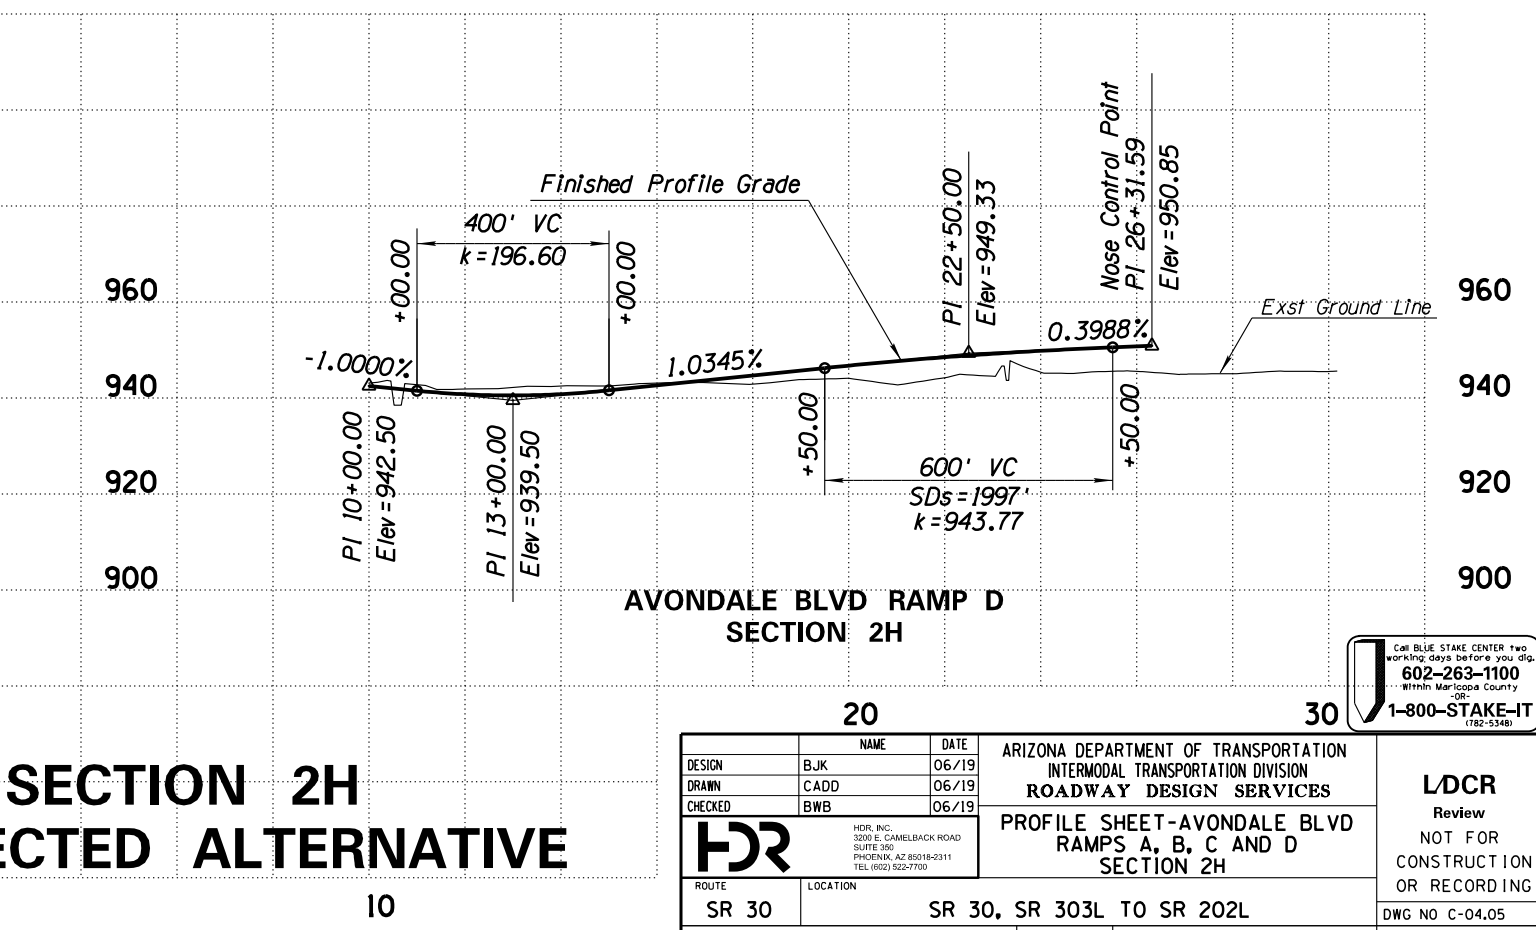 Finished Profile Grade
400' VC
k=196.60
+00.00
+00.00
-1.0000%
1.0345%
0.3988%
PI 10+00.00
Elev=942.50
PI 13+00.00
Elev=939.50
PI 22+50.00
Elev=949.33
Nose Control Point
PI 26+31.59
Elev=950.85
Exst Ground Line
+50.00
+50.00
600' VC
SDs=1997'
k=943.77
960
940
920
900
960
940
920
900
AVONDALE BLVD RAMP D
SECTION 2H
20
30
10
SECTION 2H
ECTED ALTERNATIVE
Call BLUE STAKE CENTER two
working days before you dig.
602-263-1100
Within Maricopa County
-OR-
1-800-STAKE-IT
(782-5348)
NAME DATE
DESIGN BJK 06/19
DRAWN CADD 06/19
CHECKED BWB 06/19
HDR
HDR, INC.
3200 E. CAMELBACK ROAD
SUITE 350
PHOENIX, AZ 85018-2311
TEL (602) 522-7700
ARIZONA DEPARTMENT OF TRANSPORTATION
INTERMODAL TRANSPORTATION DIVISION
ROADWAY DESIGN SERVICES
PROFILE SHEET-AVONDALE BLVD
RAMPS A, B, C AND D
SECTION 2H
ROUTE
SR 30
LOCATION
SR 30, SR 303L TO SR 202L
L/DCR
Review
NOT FOR
CONSTRUCTION
OR RECORDING
DWG NO C-04.05